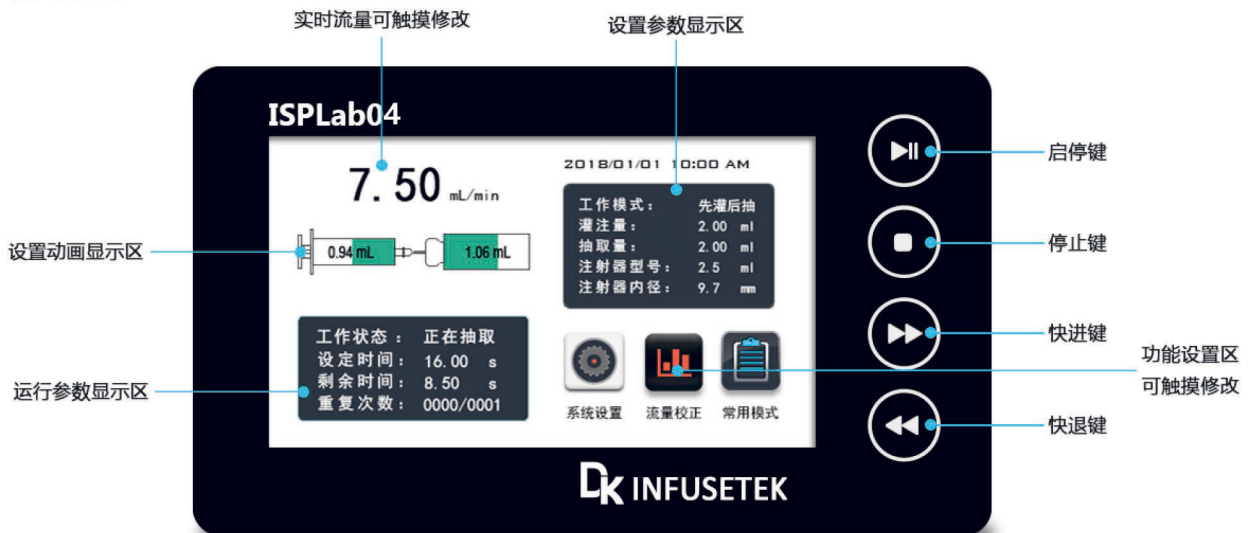 实时流量可触摸修改
设置参数显示区
ISPLab04
7.50 mL/min
2018/01/01 10:00 AM
工作模式： 先灌后抽
灌注量： 2.00 ml
抽取量： 2.00 ml
注射器型号： 2.5 ml
注射器内径： 9.7 mm
设置动画显示区
0.94 mL
1.06 mL
运行参数显示区
工作状态： 正在抽取
设定时间： 16.00 s
剩余时间： 8.50 s
重复次数： 0000/0001
系统设置
流量校正
常用模式
启停键
停止键
快进键
功能设置区
可触摸修改
快退键
DK INFUSETEK